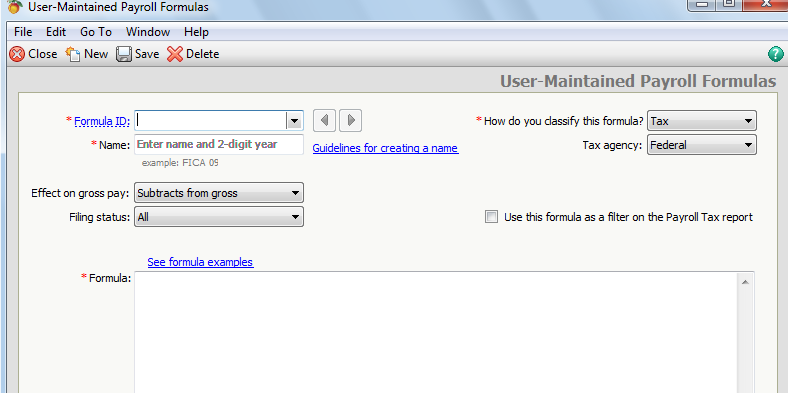 User-Maintained Payroll Formulas
File Edit Go To Window Help
Close New Save Delete ?
User-Maintained Payroll Formulas
* Formula ID: * How do you classify this formula? Tax
* Name: Enter name and 2-digit year Guidelines for creating a name Tax agency: Federal
example: FICA 09
Effect on gross pay: Subtracts from gross
Filing status: All Use this formula as a filter on the Payroll Tax report
See formula examples
* Formula: